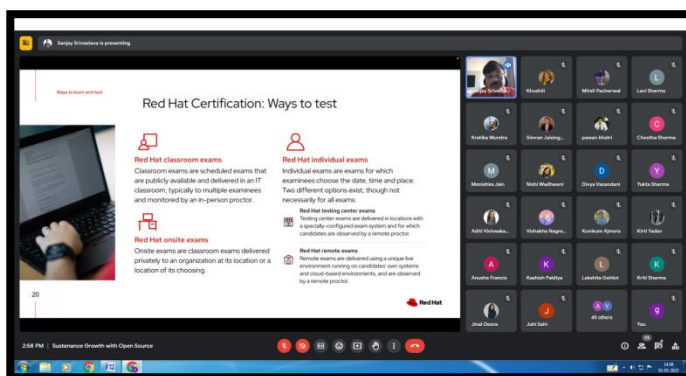 Sanjay Srivastava is presenting
Ways to learn and test
Red Hat Certification: Ways to test
Red Hat classroom exams
Classroom exams are scheduled exams that
are publicly available and delivered in an IT
classroom, typically to multiple examinees
and monitored by an in-person proctor.
Red Hat onsite exams
Onsite exams are classroom exams delivered
privately to an organization at its location or a
location of its choosing.
Red Hat individual exams
Individual exams are exams for which
examinees choose the date, time and place.
Two different options exist, though not
necessarily for all exams:
Red Hat testing center exams
Testing center exams are delivered in locations with
a specially-configured exam system and for which
candidates are observed by a remote proctor.
Red Hat remote exams
Remote exams are delivered using a unique live
environment running on candidates' own systems
and cloud-based environments, and are observed
by a remote proctor.
20
Red Hat
Khushili
Mitali Pacherwal
L
Lavi Sharma
Kratika Mundra
Simran Jaising...
pawan khatri
C
Chestha Sharma
M
Monishka Jain
Nishi Wadhwani
D
Divya Vasandani
Y
Yukta Sharma
Aditi Vishwaka...
Vishakha Nagra...
Kumkum Ajmera
Kirti Yadav
A
Anusha Francis
K
Kashish Paldiya
L
Lakshita Gehlot
K
Kriti Sharma
Jinal Deora
J
Juhi Sahi
A V
49 others
g
You
2:58 PM | Sustenance Growth with Open Source
73
14:58